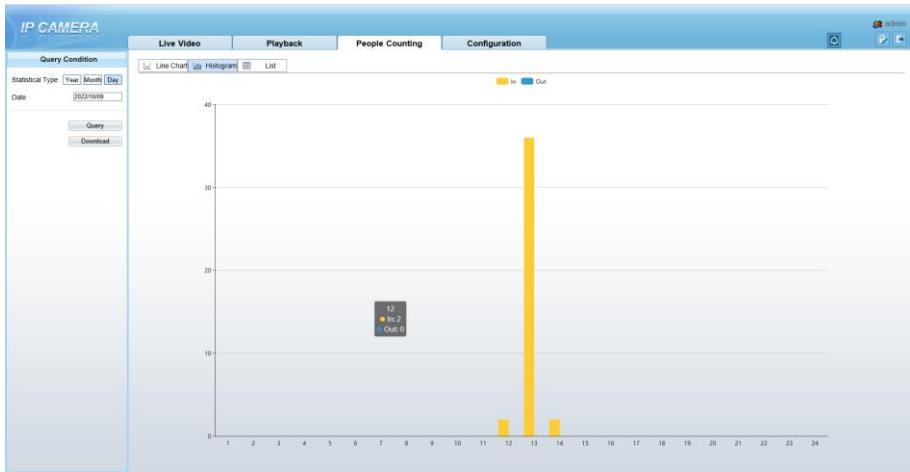 IP CAMERA
admin
Live Video Playback People Counting Configuration
Query Condition
Line Chart Histogram List
Statistical Type Year Month Day
Date 2022/10/09
Query
Download
In Out
40
30
20
12
In: 2
Out: 0
10
0
1 2 3 4 5 6 7 8 9 10 11 12 13 14 15 16 17 18 19 20 21 22 23 24